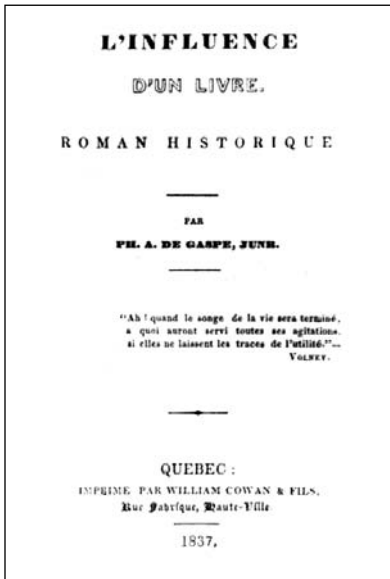 L'INFLUENCE
D'UN LIVRE.
ROMAN HISTORIQUE
PAR
PH. A. DE GASPE, JUNR.
"Ah ! quand le songe de la vie sera terminé,
a quoi auront servi toutes ses agitations.
si elles ne laissent les traces de l'utilité."—
VOLNEY.
QUEBEC :
IMPRIME PAR WILLIAM COWAN & FILS,
Rue Fabrique, Haute-Ville
1837,